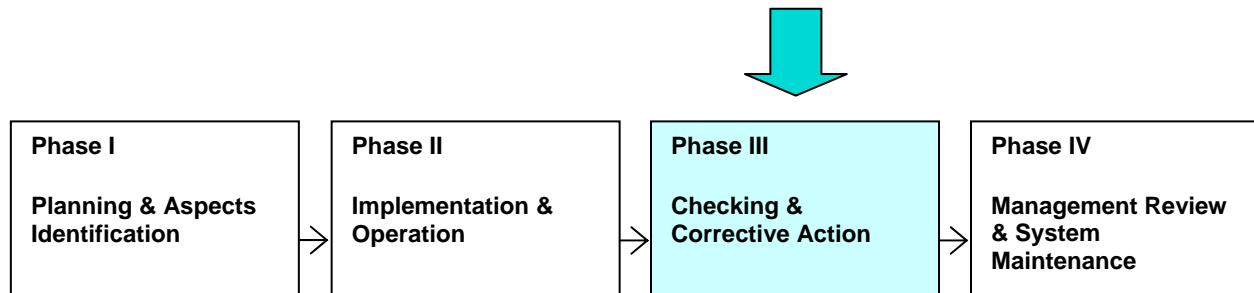 Phase I
Planning & Aspects
Identification
Phase II
Implementation &
Operation
Phase III
Checking &
Corrective Action
Phase IV
Management Review
& System
Maintenance